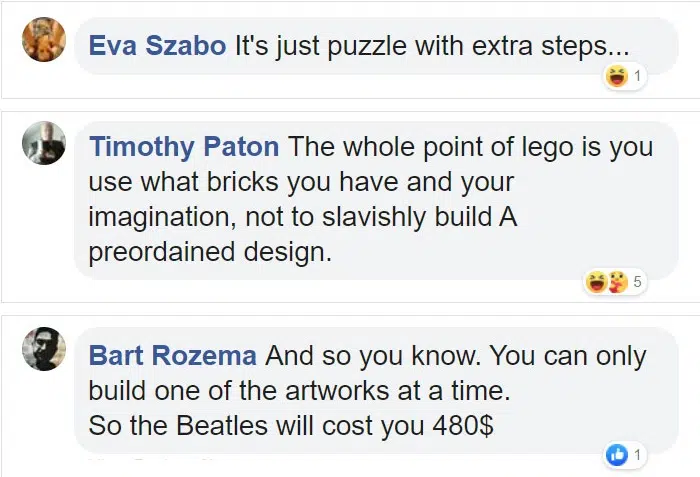 Eva Szabo It's just puzzle with extra steps...
1
Timothy Paton The whole point of lego is you
use what bricks you have and your
imagination, not to slavishly build A
preordained design.
5
Bart Rozema And so you know. You can only
build one of the artworks at a time.
So the Beatles will cost you 480$
1